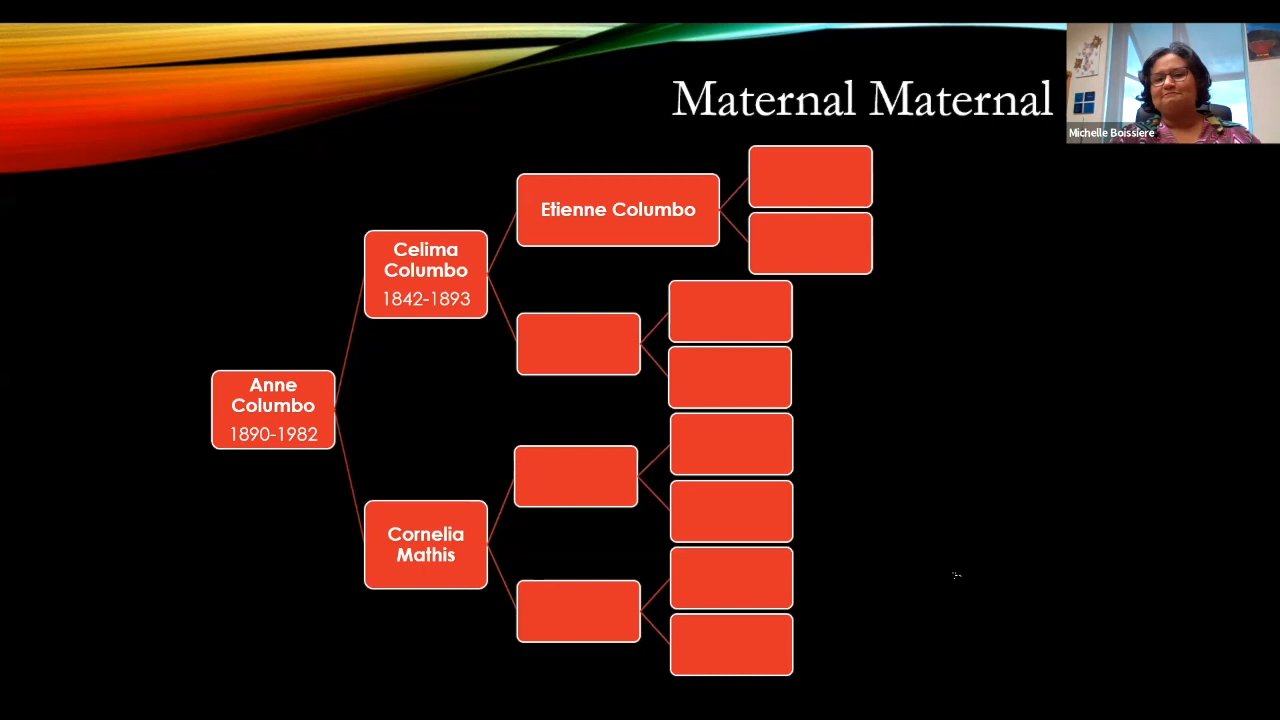 Maternal Maternal
Michelle Boissiere
Etienne Columbo
Celima
Columbo
1842-1893
Anne
Columbo
1890-1982
Cornelia
Mathis